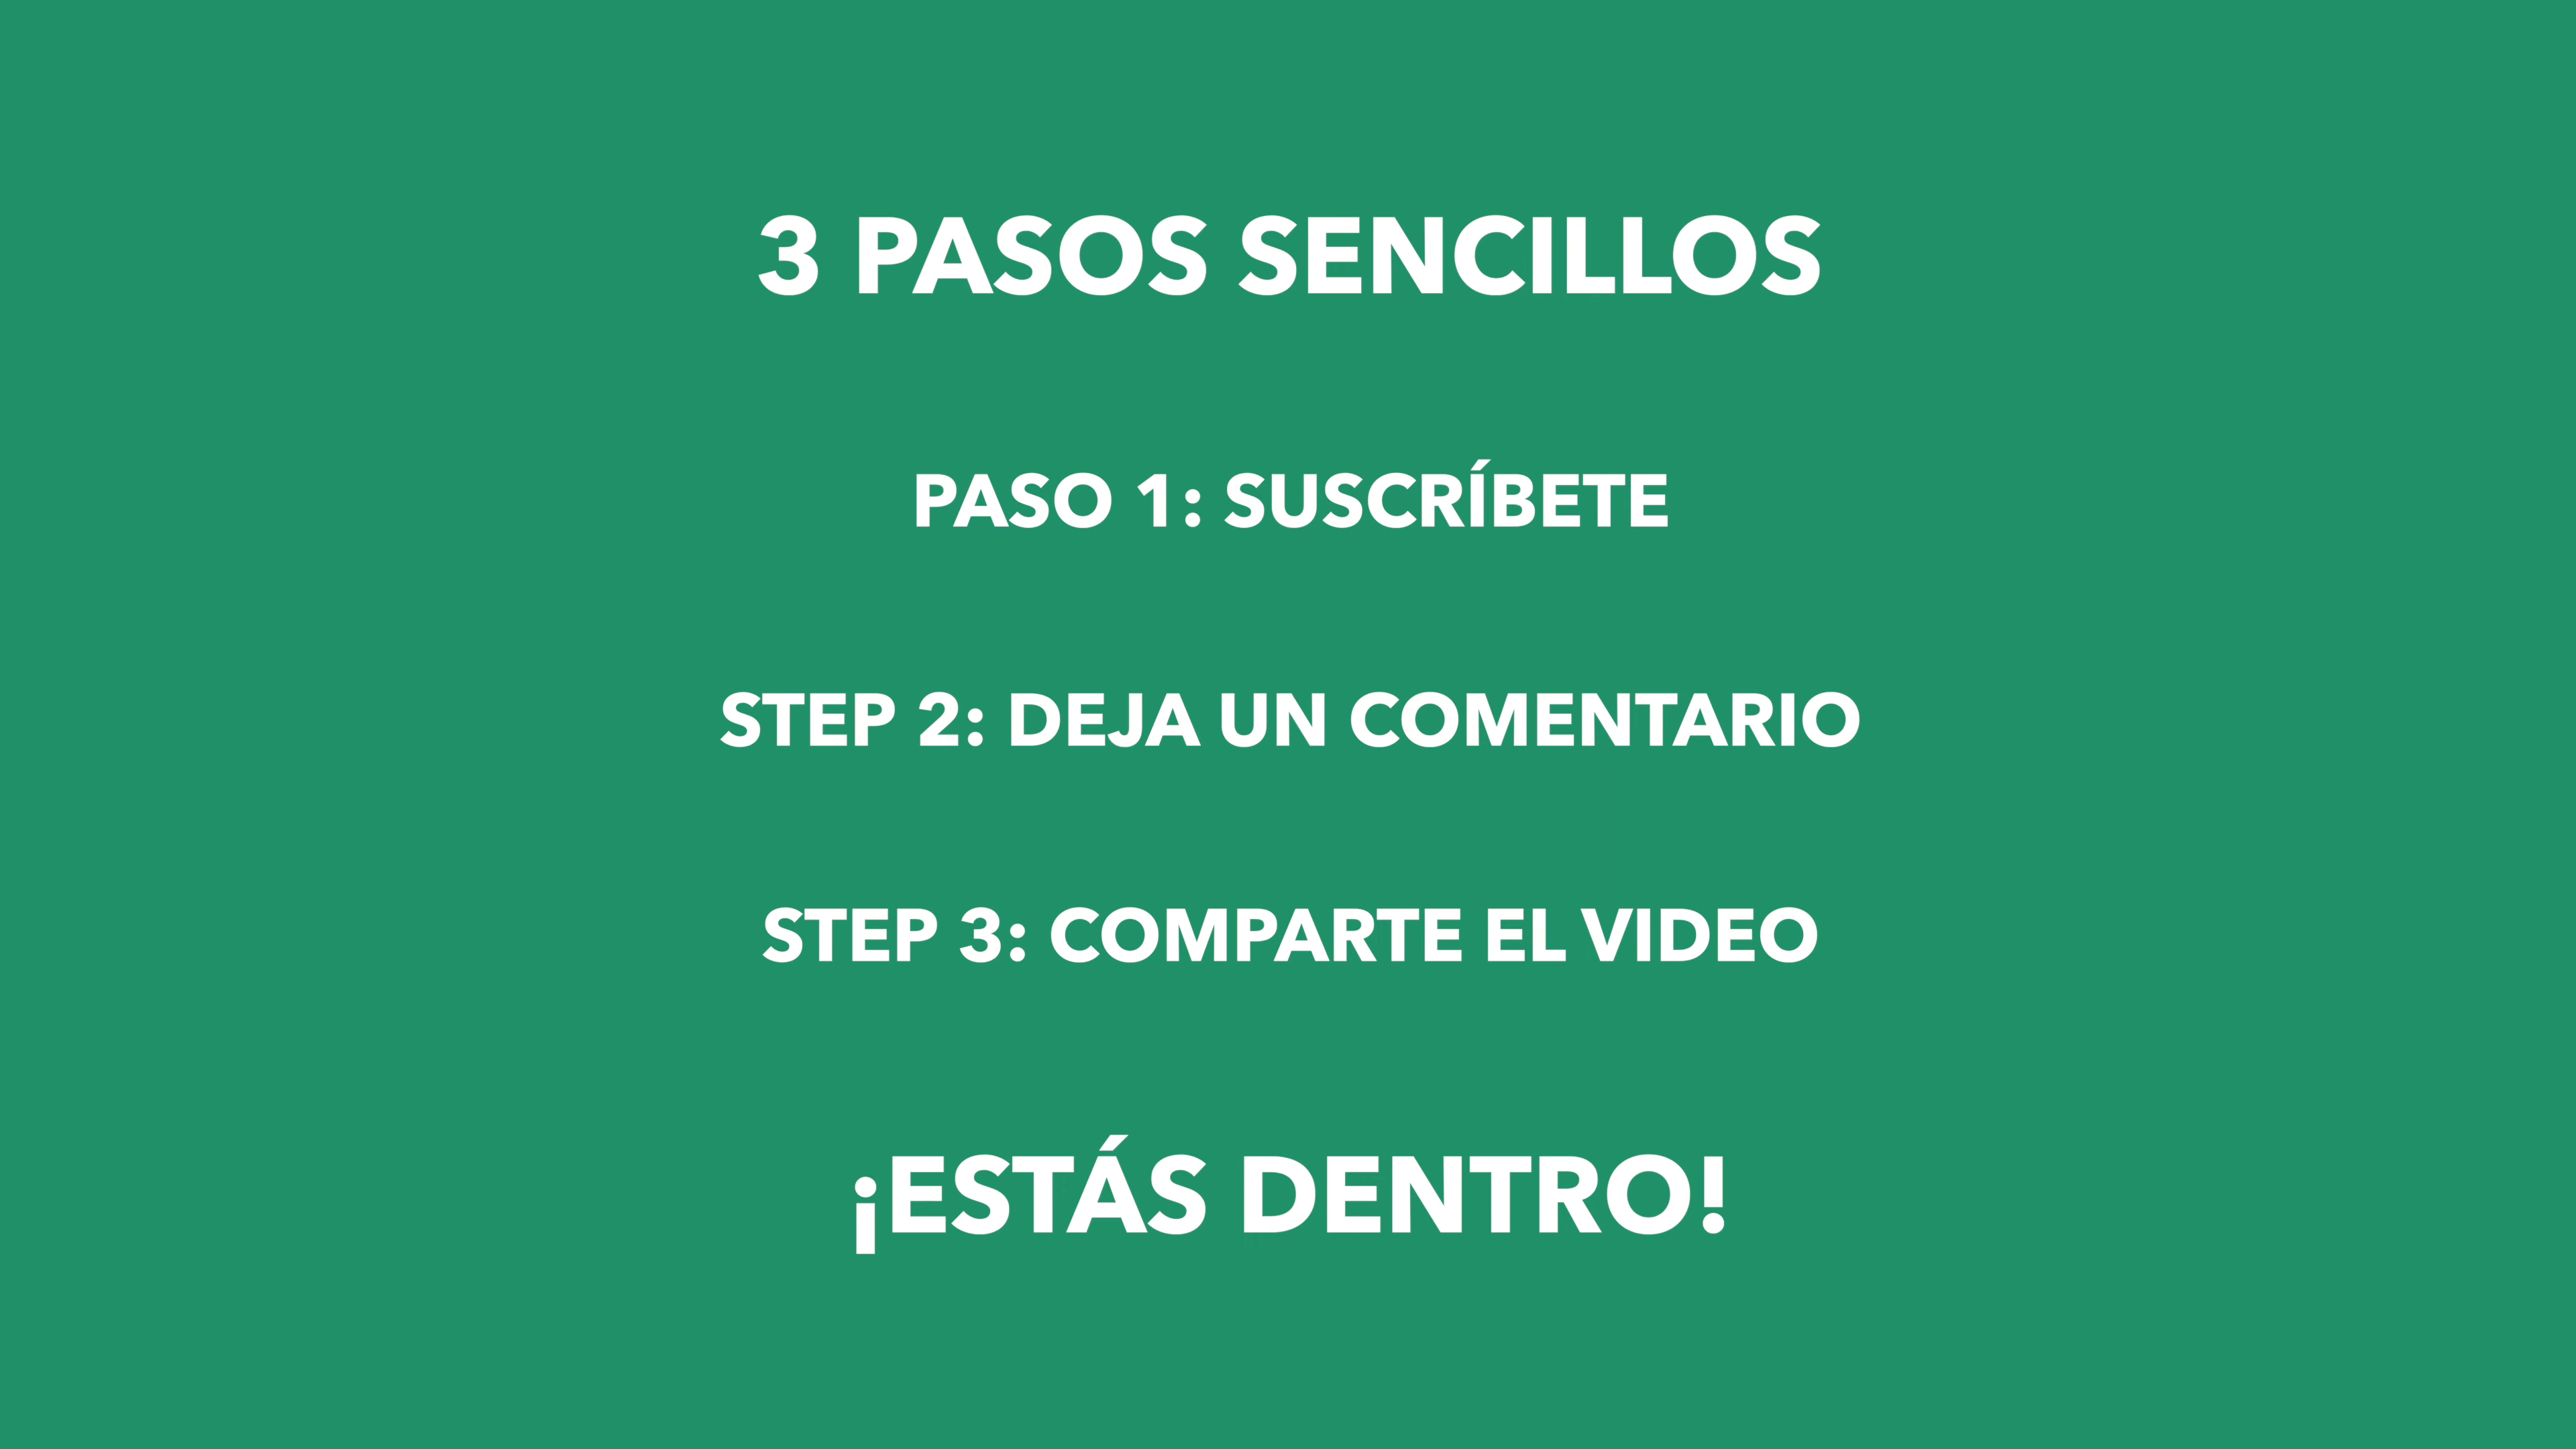 3 PASOS SENCILLOS
PASO 1: SUSCRÍBETE
STEP 2: DEJA UN COMENTARIO
STEP 3: COMPARTE EL VIDEO
¡ESTÁS DENTRO!